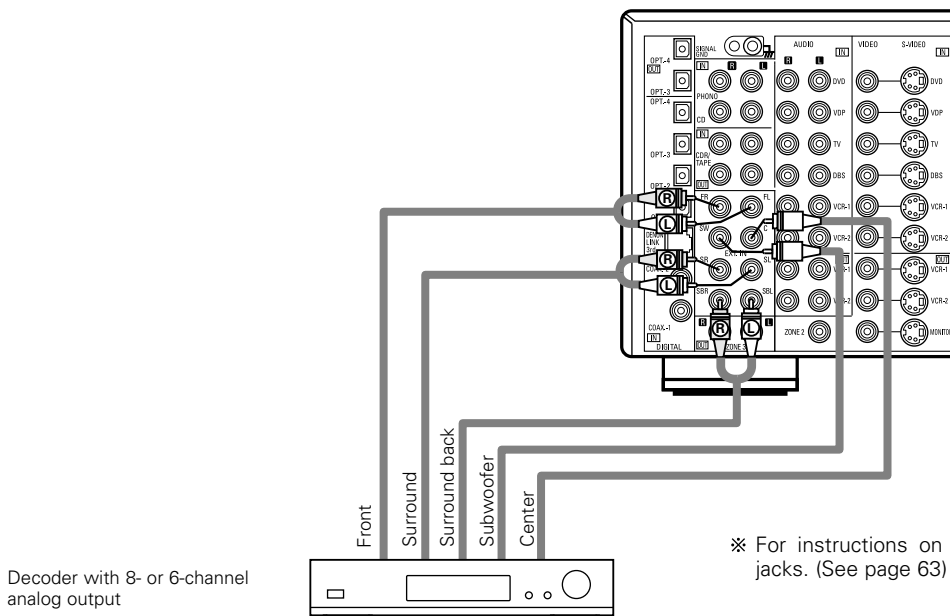 SIGNAL GND
AUDIO IN
VIDEO
S-VIDEO IN
OPT.-4
OUT
OPT.-3
OPT.-4
OPT.-3
OPT.-2
IN
R L
PHONO
CD
IN
CDR/ TAPE
OUT
R L
DVD
VDP
TV
DBS
VCR-1
VCR-2
OUT
VCR-1
VCR-2
DVD
VDP
TV
DBS
VCR-1
VCR-2
OUT
VCR-1
VCR-2
FR FL
SW C
EXT. IN
SR SL
SBR SBL
R
L
R
L
R L
DENON LINK 3rd
COAX.-1
IN
DIGITAL
R L
OUT
ZONE 3
ZONE 2
Front
Surround
Surround back
Subwoofer
Center
Decoder with 8- or 6-channel
analog output
※ For instructions on
jacks. (See page 63)